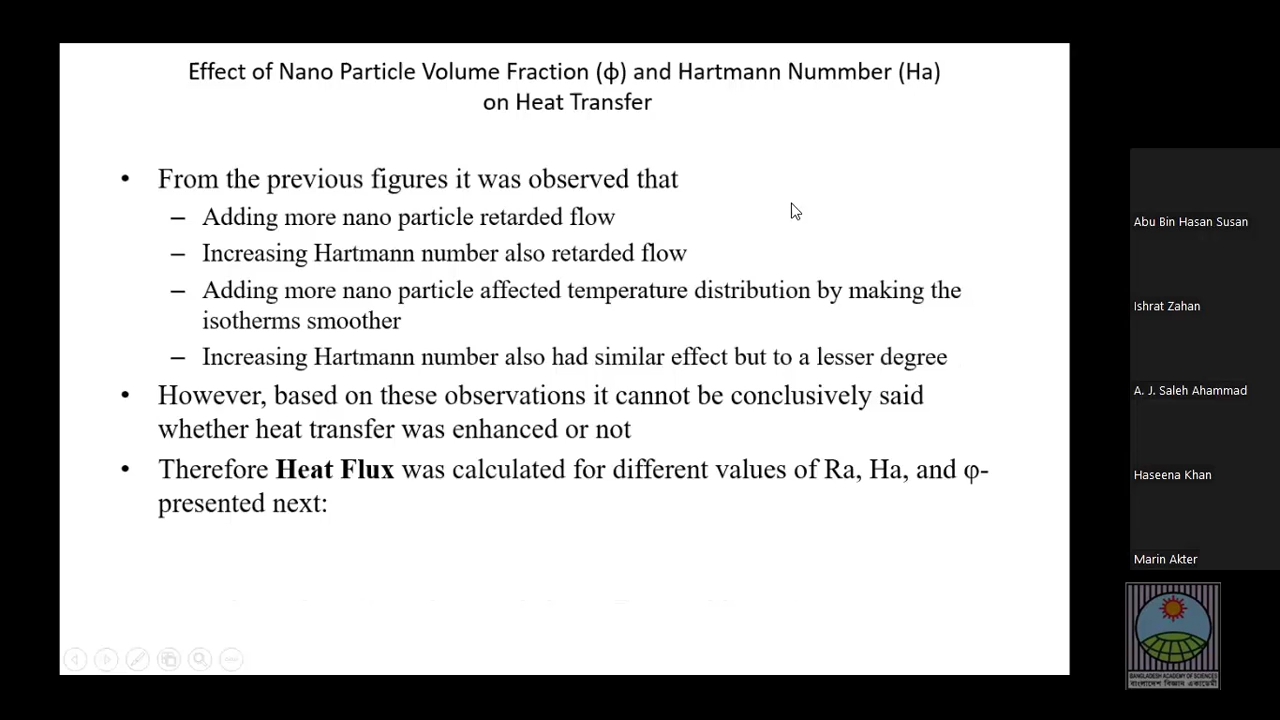 Effect of Nano Particle Volume Fraction (ϕ) and Hartmann Nummber (Ha)
on Heat Transfer
• From the previous figures it was observed that
– Adding more nano particle retarded flow
– Increasing Hartmann number also retarded flow
– Adding more nano particle affected temperature distribution by making the
isotherms smoother
– Increasing Hartmann number also had similar effect but to a lesser degree
• However, based on these observations it cannot be conclusively said
whether heat transfer was enhanced or not
• Therefore Heat Flux was calculated for different values of Ra, Ha, and φ-
presented next:
Abu Bin Hasan Susan
Ishrat Zahan
A. J. Saleh Ahammad
Haseena Khan
Marin Akter
BANGLADESH ACADEMY OF SCIENCES
বাংলাদেশ বিজ্ঞান একাডেমী